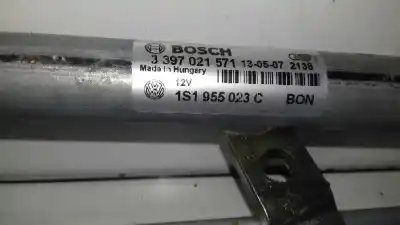 BOSCH
3 397 021 571 13-05-07 2138
Made in Hungary
12V
1S1 955 023 C BON